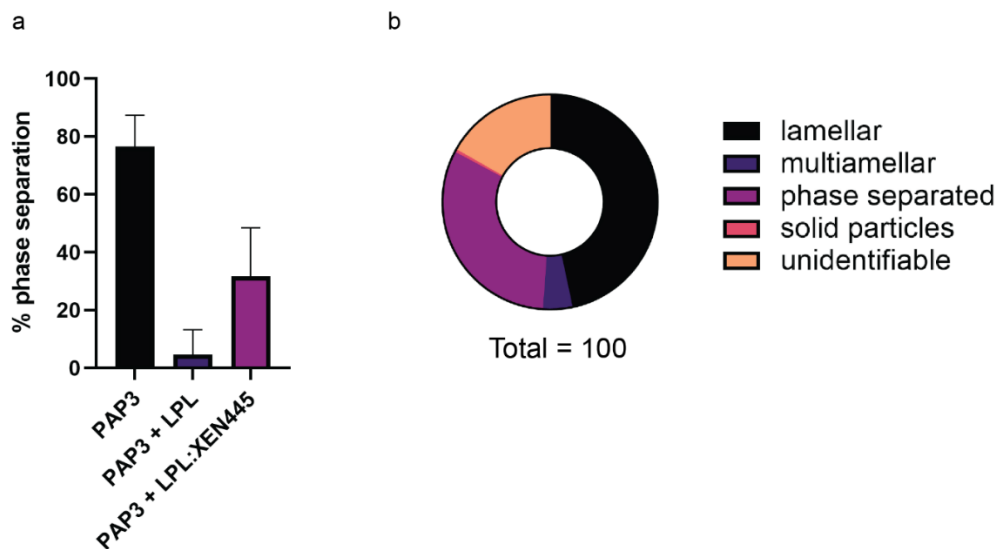 a
b
% phase separation
100
80
60
40
20
0
PAP3
PAP3 + LPL
PAP3 + LPL:XEN445
Total = 100
lamellar
multiamellar
phase separated
solid particles
unidentifiable